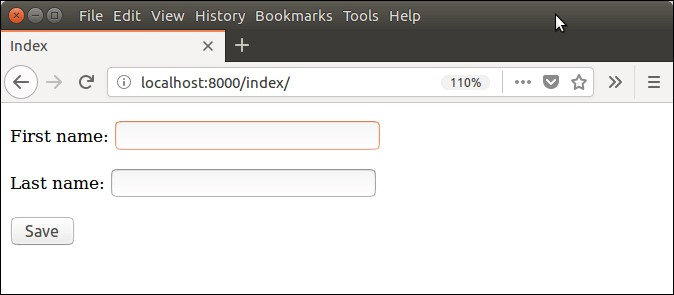 File Edit View History Bookmarks Tools Help
Index
localhost:8000/index/ 110%
First name:
Last name:
Save